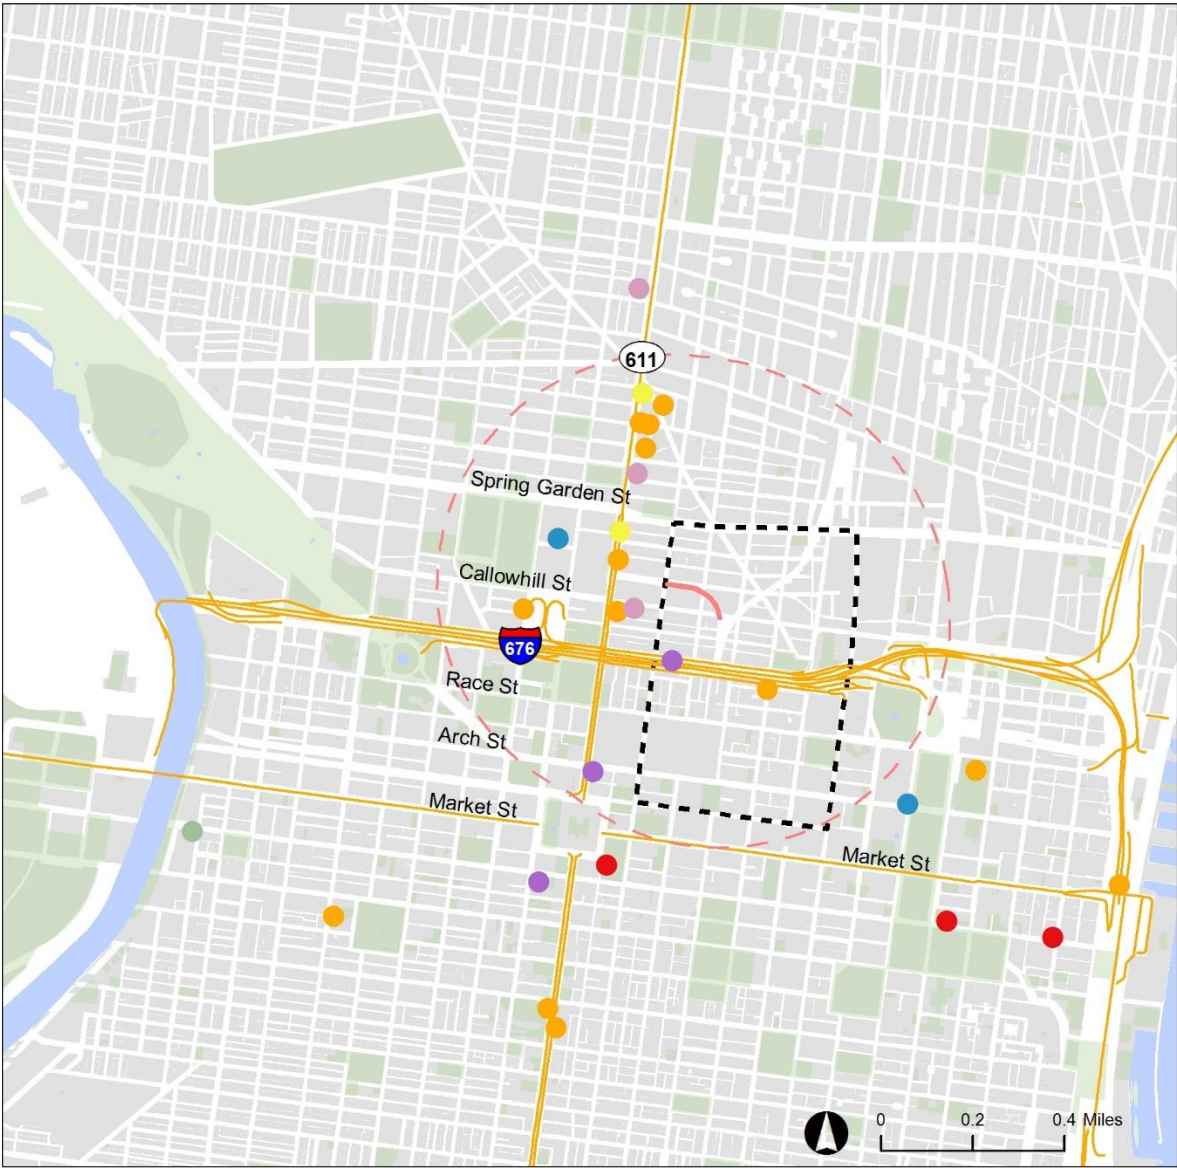 611
Spring Garden St
Callowhill St
676
Race St
Arch St
Market St
Market St
0 0.2 0.4 Miles